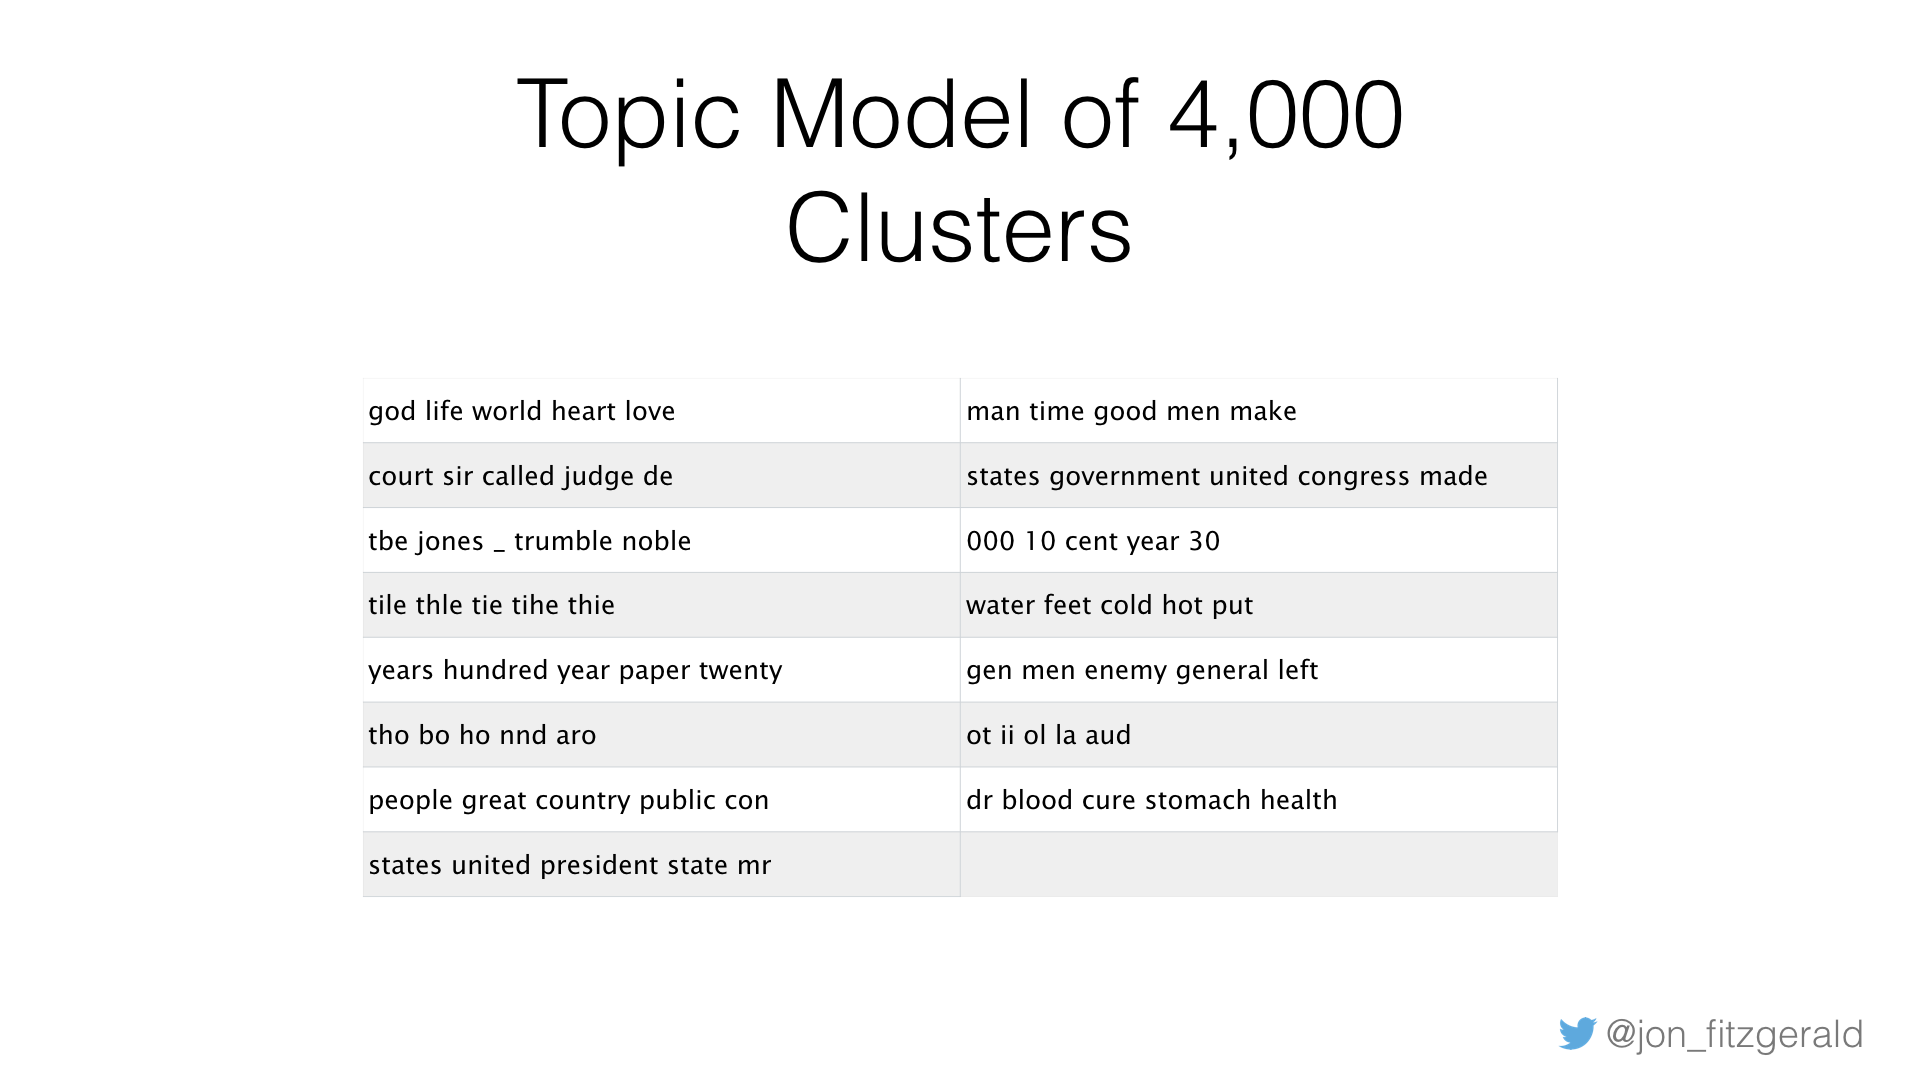 Topic Model of 4,000
Clusters
god life world heart love
man time good men make
court sir called judge de
states government united congress made
tbe jones _ trumble noble
000 10 cent year 30
tile thle tie tihe thie
water feet cold hot put
years hundred year paper twenty
gen men enemy general left
tho bo ho nnd aro
ot ii ol la aud
people great country public con
dr blood cure stomach health
states united president state mr
@jon_fitzgerald